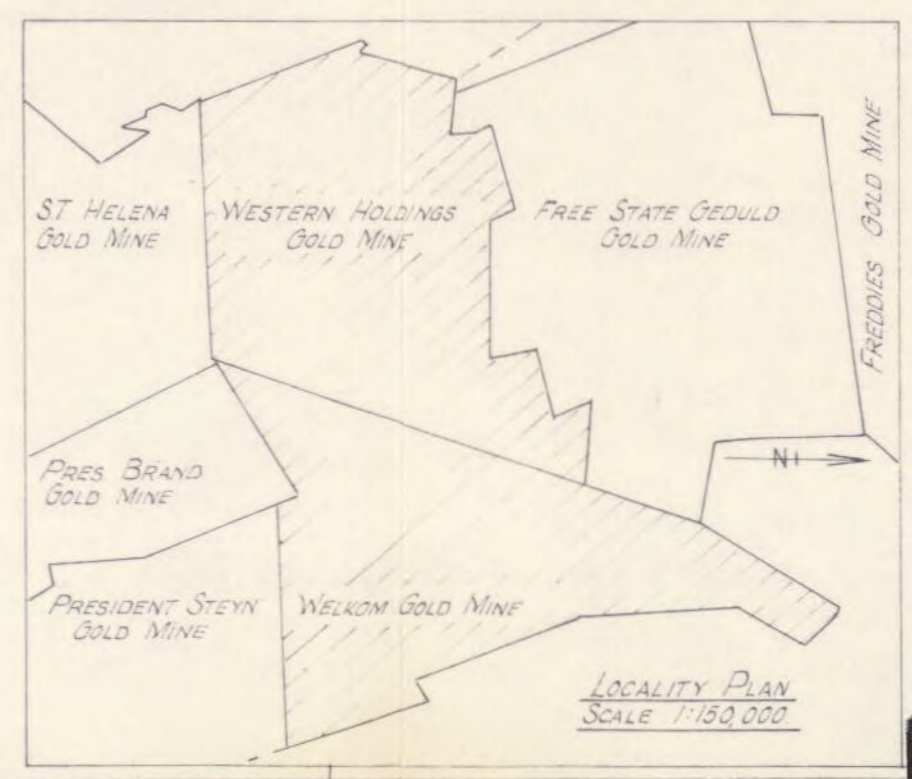 ST HELENA
GOLD MINE
WESTERN HOLDINGS
GOLD MINE
FREE STATE GEDULD
GOLD MINE
FREDDIES GOLD MINE
PRES. BRAND
GOLD MINE
N
PRESIDENT STEYN
GOLD MINE
WELKOM GOLD MINE
LOCALITY PLAN
SCALE 1:150,000.